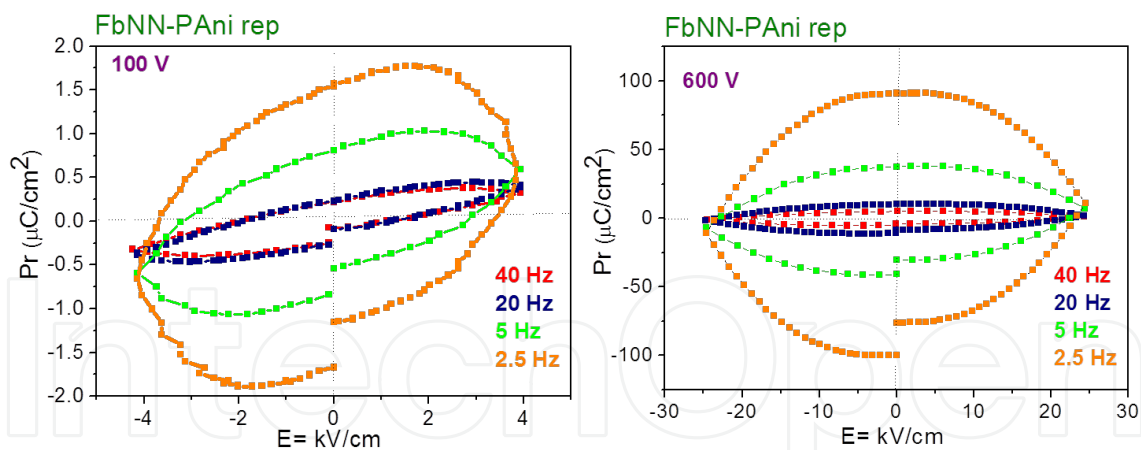 FbNN-PAni rep
100 V
2.0
1.5
1.0
0.5
0.0
-0.5
-1.0
-1.5
-2.0
Pr (µC/cm2)
40 Hz
20 Hz
5 Hz
2.5 Hz
-4 -2 0 2 4
E= kV/cm
FbNN-PAni rep
600 V
100
50
0
-50
-100
Pr (µC/cm2)
40 Hz
20 Hz
5 Hz
2.5 Hz
-30 -20 -10 0 10 20 30
E= kV/cm
IntechOpen